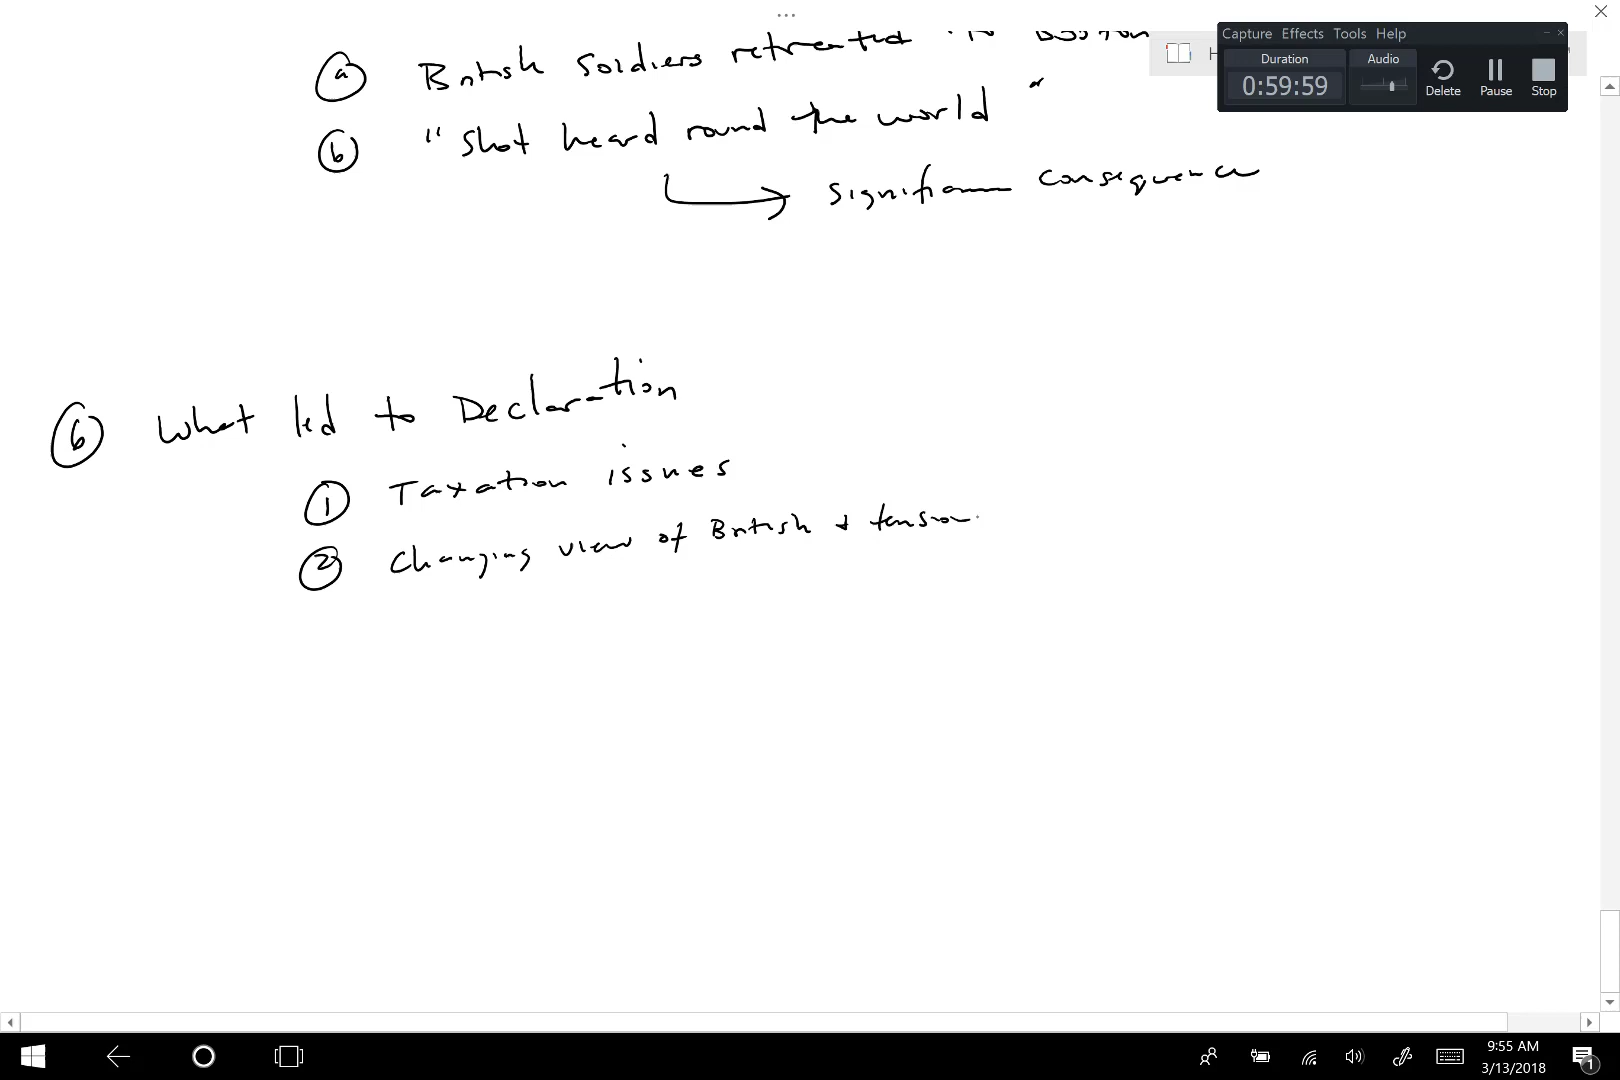 ...
Capture Effects Tools Help
Duration
Audio
0:59:59
Delete
Pause
Stop
H
a British soldiers retreated to Boston
b "Shot heard round the world"
significan consequence
6 What led to Declaration
1 Taxation issues
2 Changing view of British + tension
9:55 AM
3/13/2018
1